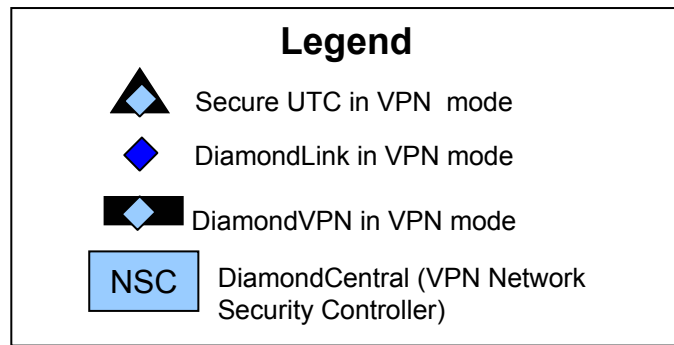 Legend
Secure UTC in VPN mode
DiamondLink in VPN mode
DiamondVPN in VPN mode
NSC
DiamondCentral (VPN Network
Security Controller)